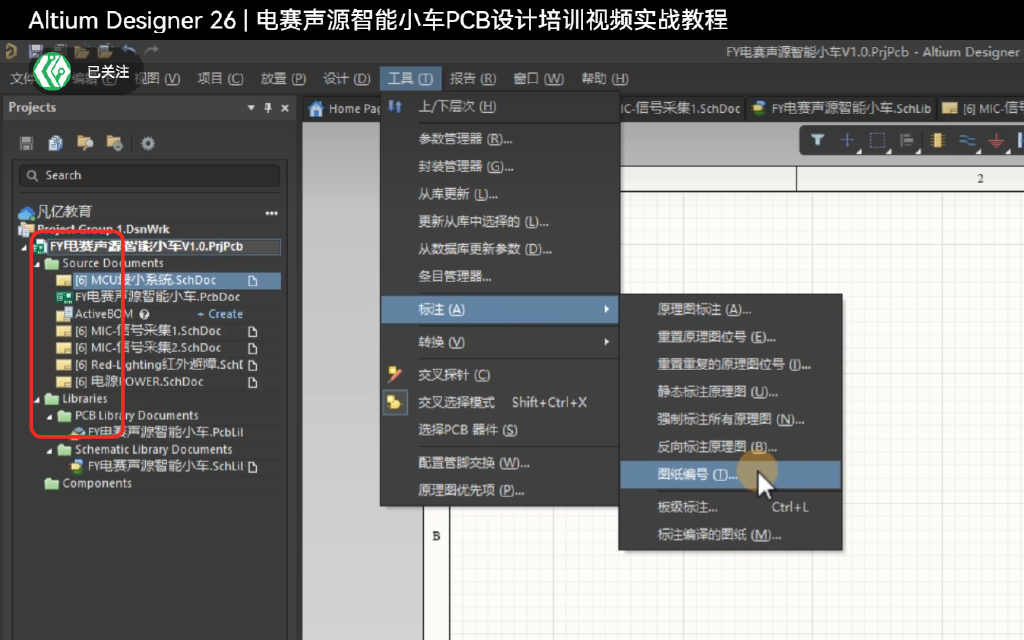 Altium Designer 26 | 电赛声源智能小车PCB设计培训视频实战教程
FY电赛声源智能小车V1.0.PrjPcb - Altium Designer
已关注
视图 (V) 项目 (C) 放置 (P) 设计 (D) 工具 (T) 报告 (R) 窗口 (W) 帮助 (H)
Projects
Home Pag
IC-信号采集1.SchDoc
FY电赛声源智能小车.SchLib
[6] MIC-信号
Search
凡亿教育
Project Group 1.DsnWrk
FY电赛声源智能小车V1.0.PrjPcb
Source Documents
[6] MCU最小系统.SchDoc
FY电赛声源智能小车.PcbDoc
ActiveBOM + Create
[6] MIC-信号采集1.SchDoc
[6] MIC-信号采集2.SchDoc
[6] Red-Lighting红外避障.SchD
[6] 电源POWER.SchDoc
Libraries
PCB Library Documents
FY电赛声源智能小车.PcbLil
Schematic Library Documents
FY电赛声源智能小车.SchLil
Components
上/下层次 (H)
参数管理器 (R)...
封装管理器 (G)...
从库更新 (L)...
更新从库中选择的 (L)...
从数据库更新参数 (D)...
条目管理器...
标注 (A)
转换 (V)
交叉探针 (C)
交叉选择模式 Shift+Ctrl+X
选择PCB 器件 (S)
配置管脚交换 (W)...
原理图优先项 (P)...
原理图标注 (A)...
重置原理图位号 (E)...
重置重复的原理图位号 (I)...
静态标注原理图 (U)...
强制标注所有原理图 (N)...
反向标注原理图 (B)...
图纸编号 (T)...
板级标注... Ctrl+L
标注编译的图纸 (M)...
2
B